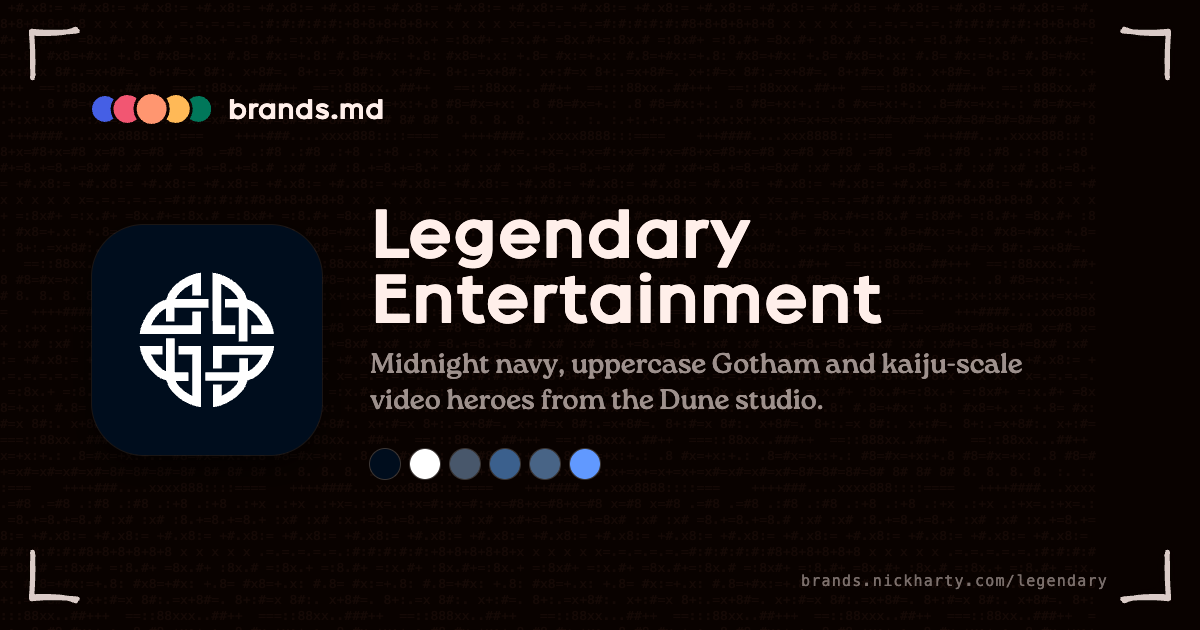 brands.md
Legendary
Entertainment
Midnight navy, uppercase Gotham and kaiju-scale
video heroes from the Dune studio.
brands.nickharty.com/legendary